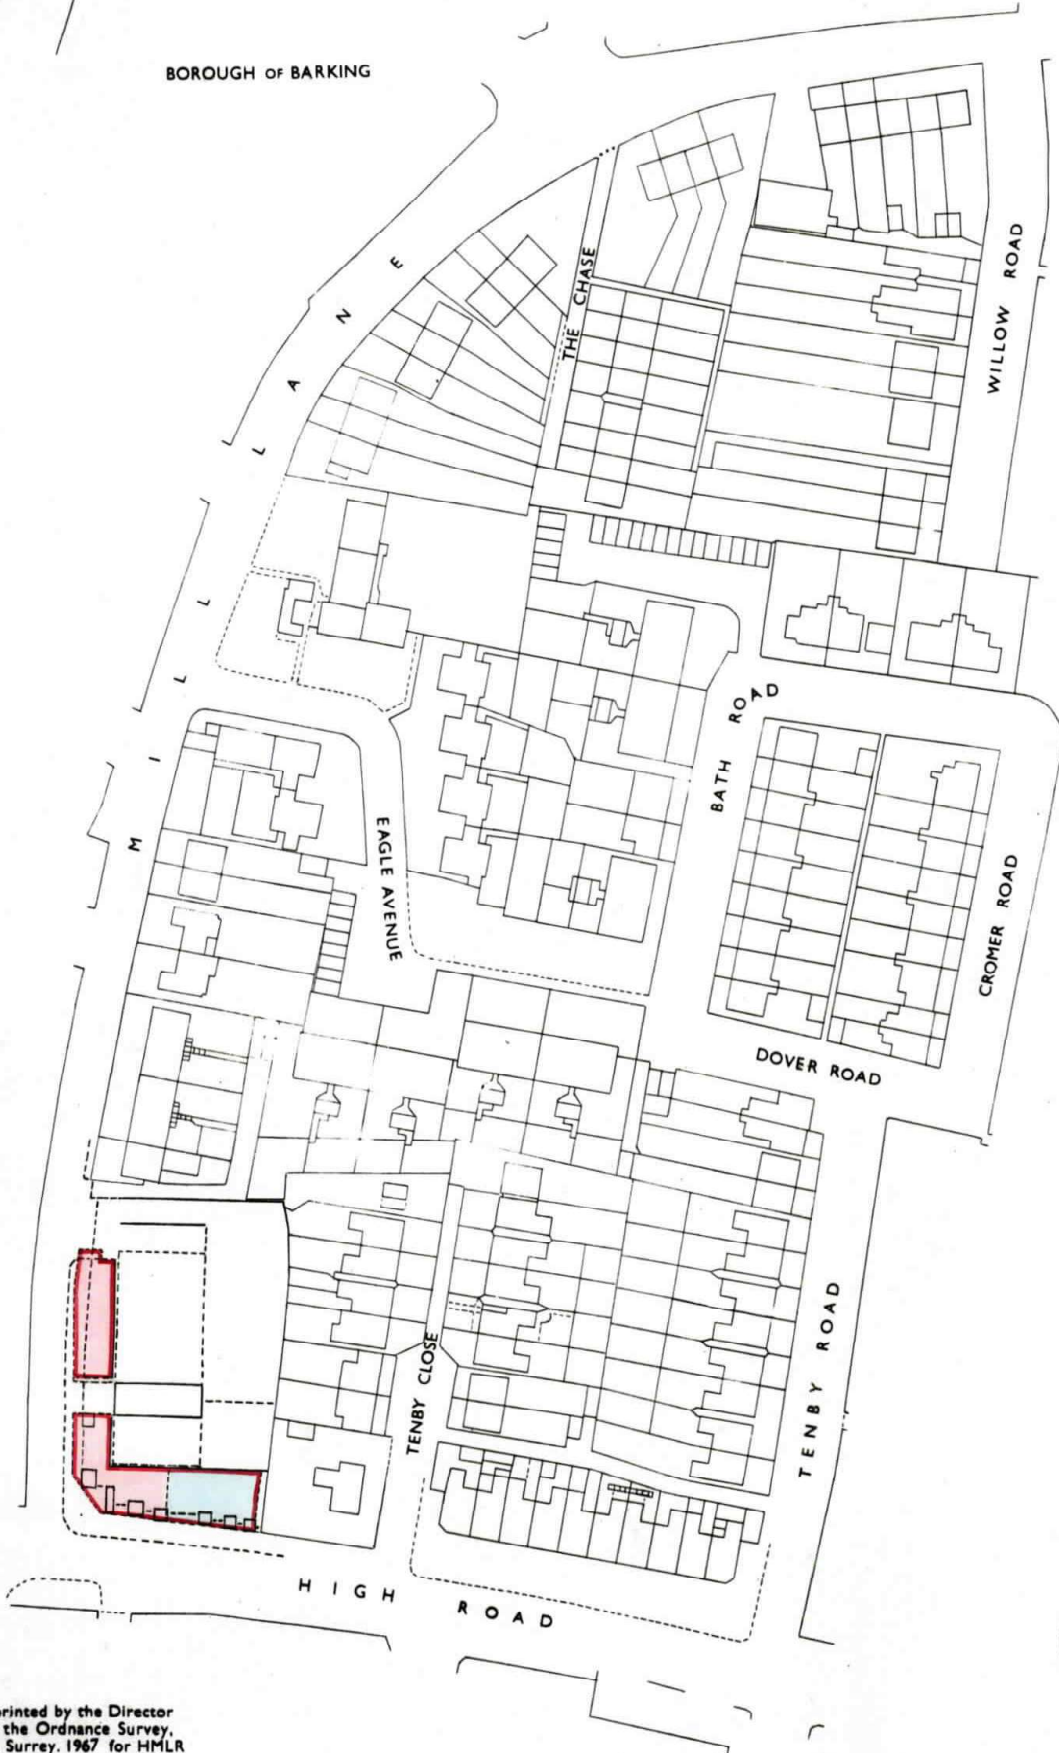 BOROUGH OF BARKING
MILL LANE
THE CHASE
WILLOW ROAD
BATH ROAD
EAGLE AVENUE
CROMER ROAD
DOVER ROAD
TENBY CLOSE
TENBY ROAD
HIGH ROAD
rinted by the Director
the Ordnance Survey,
Surrey. 1967 for HMLR